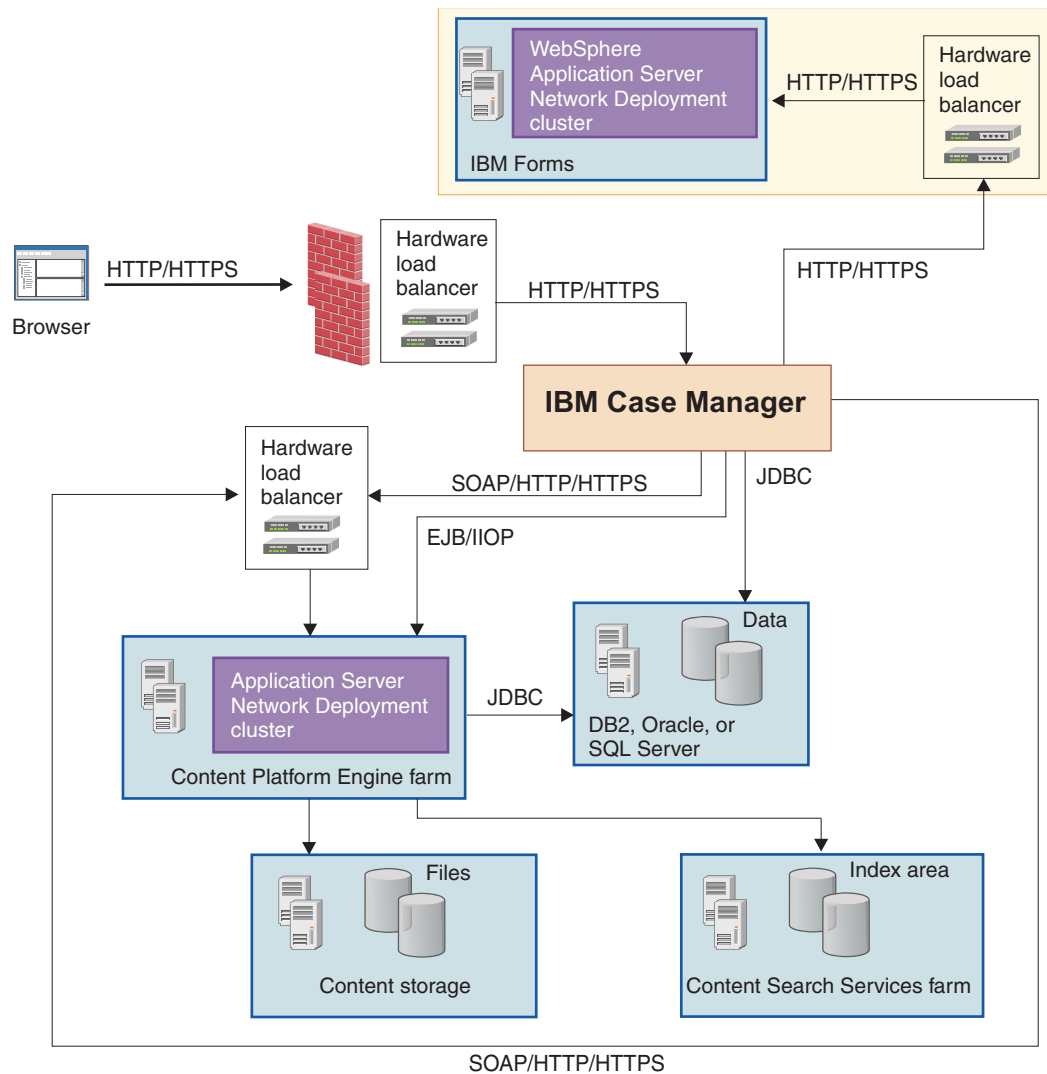 WebSphere
Application Server
Network Deployment
cluster
IBM Forms
HTTP/HTTPS
Hardware
load
balancer
Browser
HTTP/HTTPS
Hardware
load
balancer
HTTP/HTTPS
HTTP/HTTPS
IBM Case Manager
Hardware
load
balancer
SOAP/HTTP/HTTPS
EJB/IIOP
JDBC
Application Server
Network Deployment
cluster
Content Platform Engine farm
JDBC
Data
DB2, Oracle, or
SQL Server
Files
Content storage
Index area
Content Search Services farm
SOAP/HTTP/HTTPS